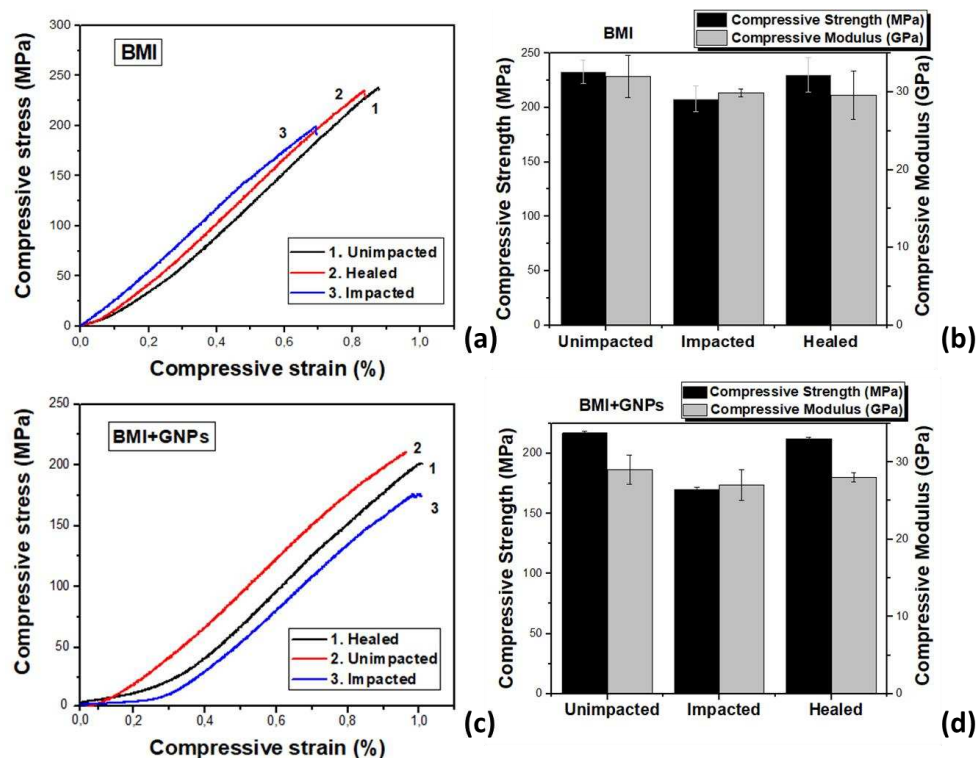 BMI
Compressive stress (MPa)
300
250
200
150
100
50
0
2
1
3
1. Unimpacted
2. Healed
3. Impacted
0,0 0,2 0,4 0,6 0,8 1,0
Compressive strain (%)
(a)
Compressive Strength (MPa)
Compressive Modulus (GPa)
BMI
Compressive Strength (MPa)
250
200
150
100
50
0
Compressive Modulus (GPa)
30
20
10
0
Unimpacted Impacted Healed
(b)
BMI+GNPs
Compressive stress (MPa)
250
200
150
100
50
0
2
1
3
1. Healed
2. Unimpacted
3. Impacted
0,0 0,2 0,4 0,6 0,8 1,0
Compressive strain (%)
(c)
Compressive Strength (MPa)
Compressive Modulus (GPa)
BMI+GNPs
Compressive Strength (MPa)
200
150
100
50
0
Compressive Modulus (GPa)
30
20
10
0
Unimpacted Impacted Healed
(d)